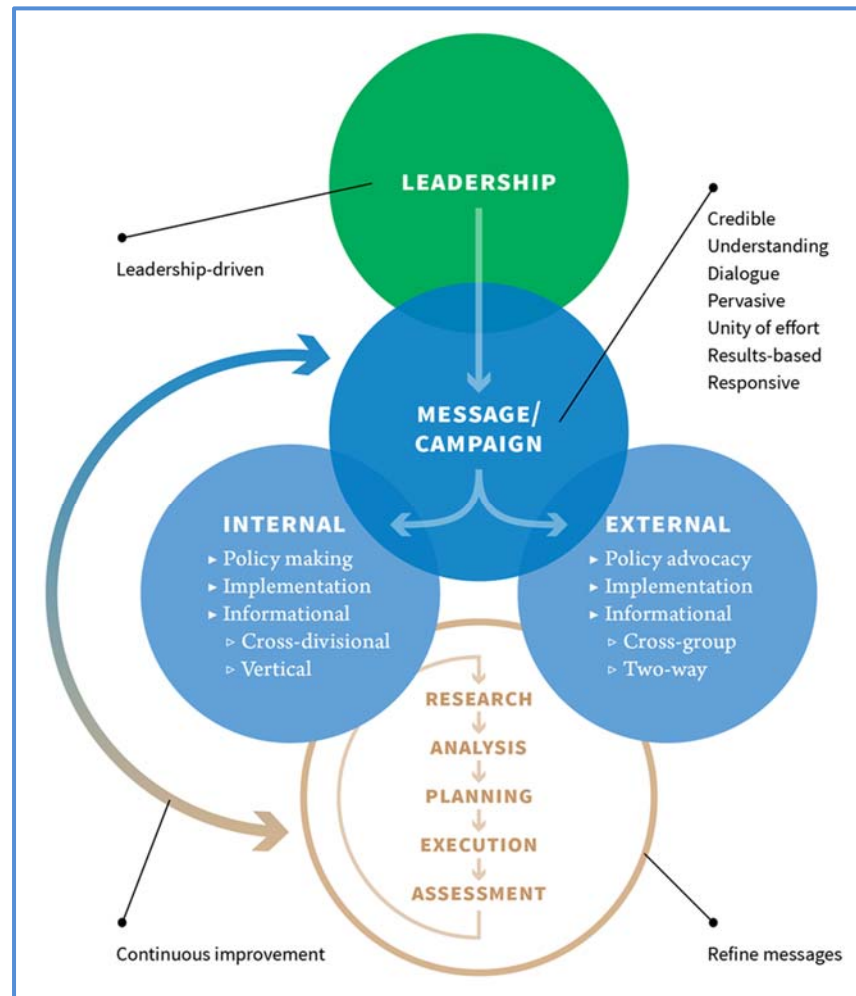 LEADERSHIP
Leadership-driven
Credible
Understanding
Dialogue
Pervasive
Unity of effort
Results-based
Responsive
MESSAGE/
CAMPAIGN
INTERNAL
▸ Policy making
▸ Implementation
▸ Informational
▹ Cross-divisional
▹ Vertical
EXTERNAL
▸ Policy advocacy
▸ Implementation
▸ Informational
▹ Cross-group
▹ Two-way
RESEARCH
ANALYSIS
PLANNING
EXECUTION
ASSESSMENT
Continuous improvement
Refine messages